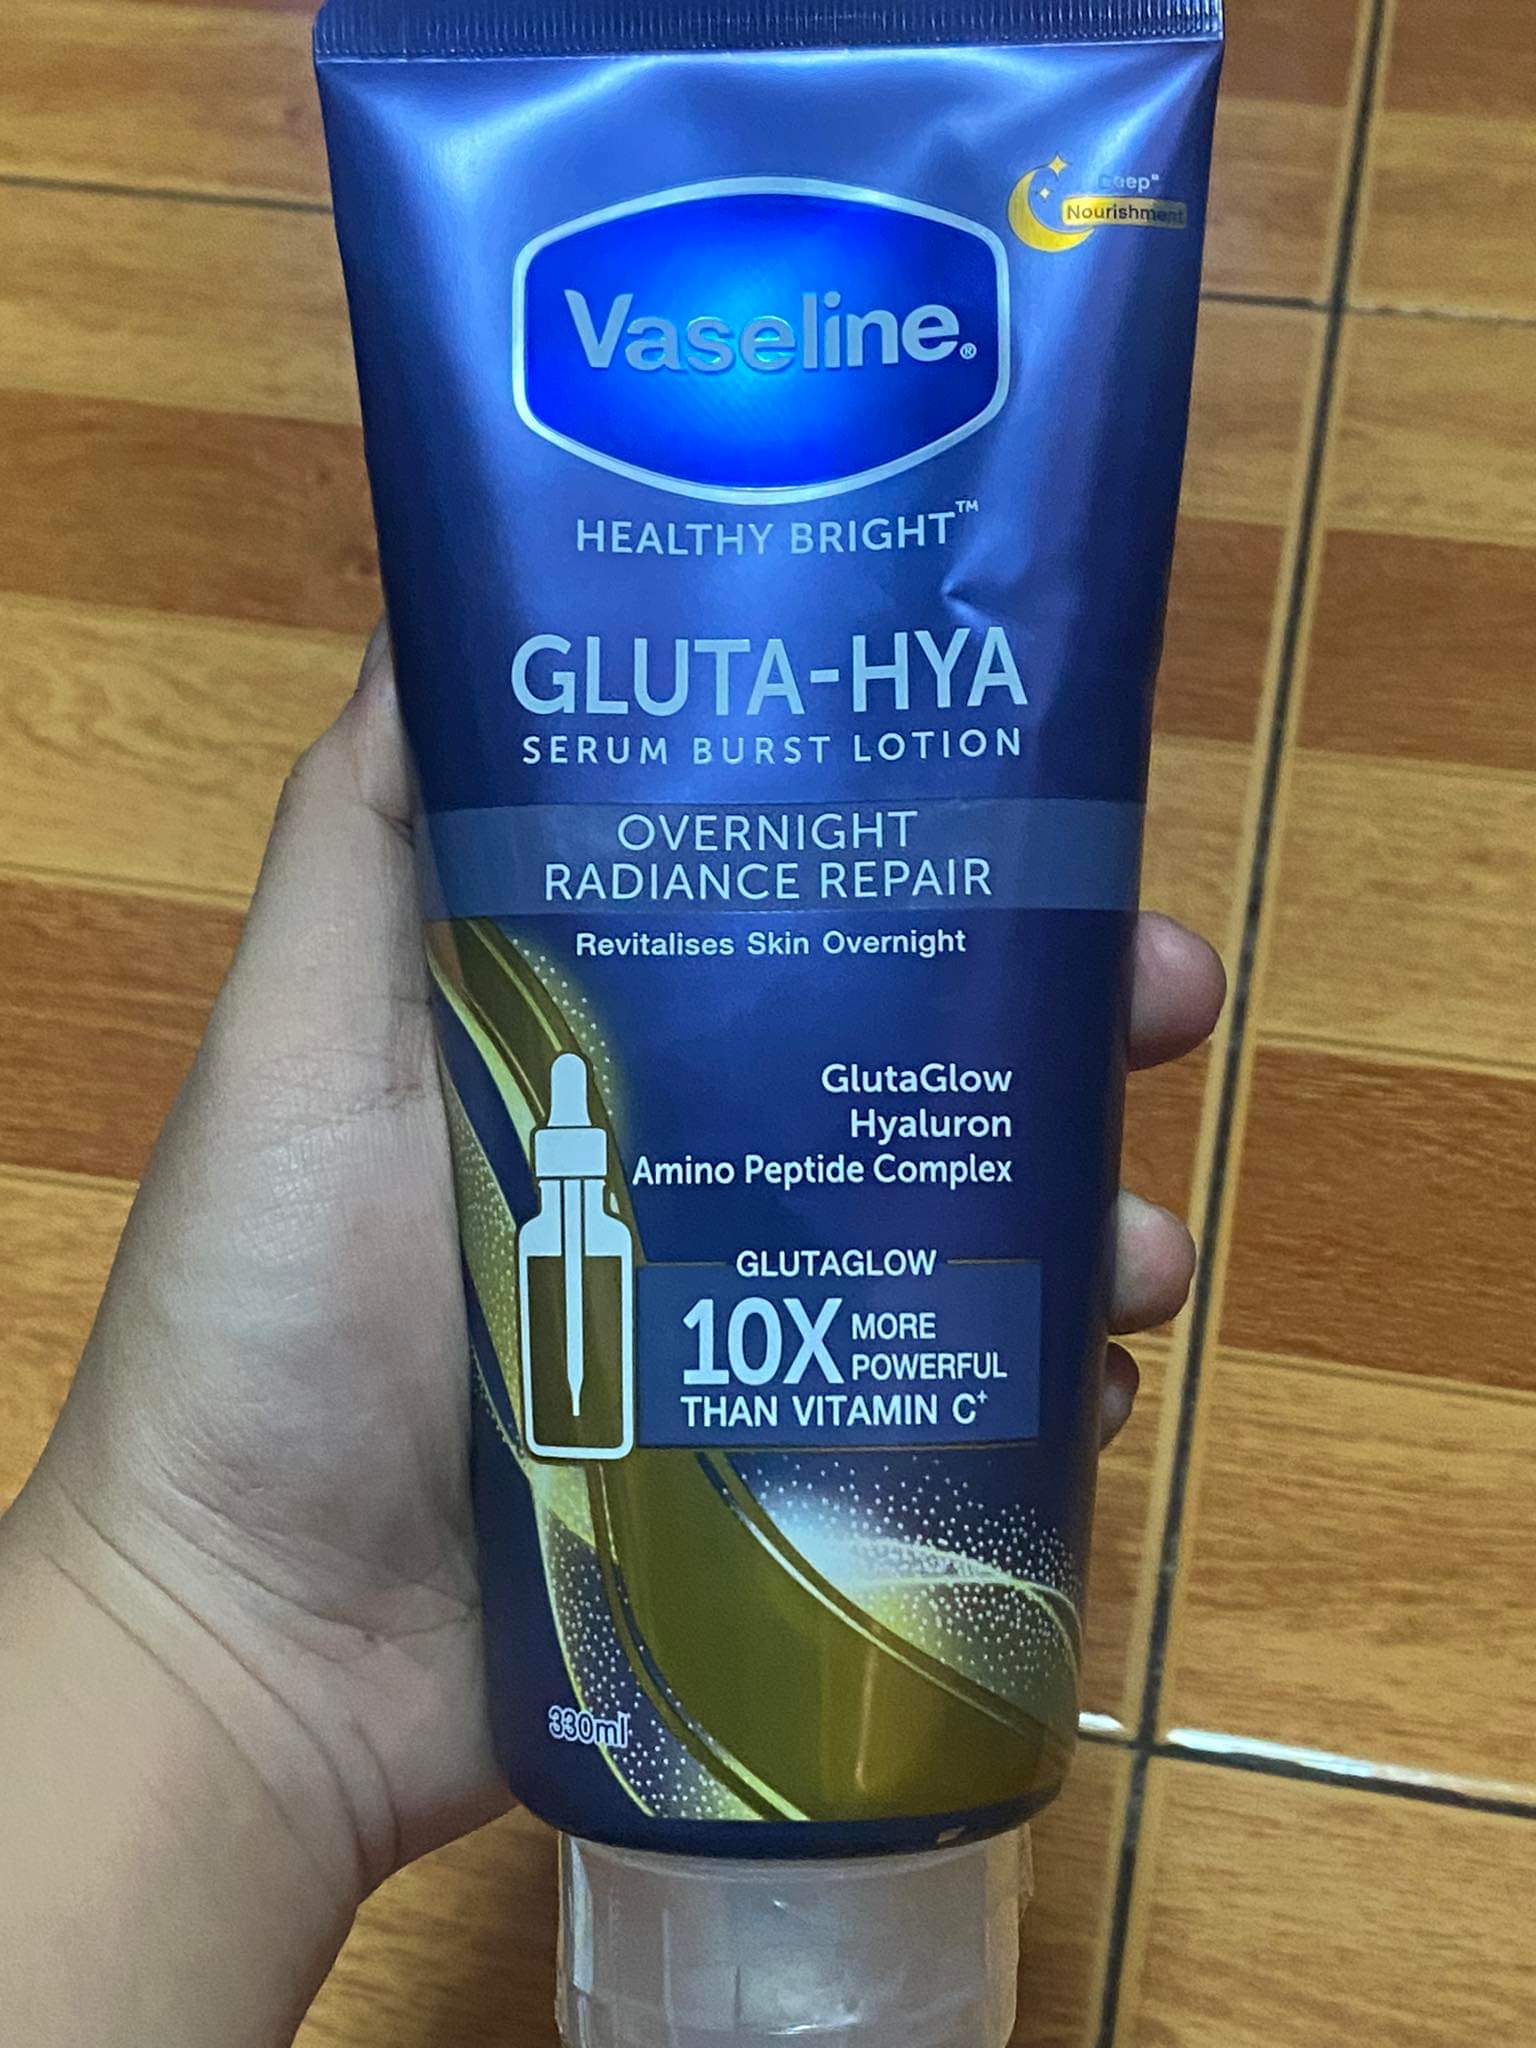 Deep
Nourishment
Vaseline®
HEALTHY BRIGHT™
GLUTA-HYA
SERUM BURST LOTION
OVERNIGHT
RADIANCE REPAIR
Revitalises Skin Overnight
GlutaGlow
Hyaluron
Amino Peptide Complex
GLUTAGLOW
10X MORE
POWERFUL
THAN VITAMIN C⁺
330ml